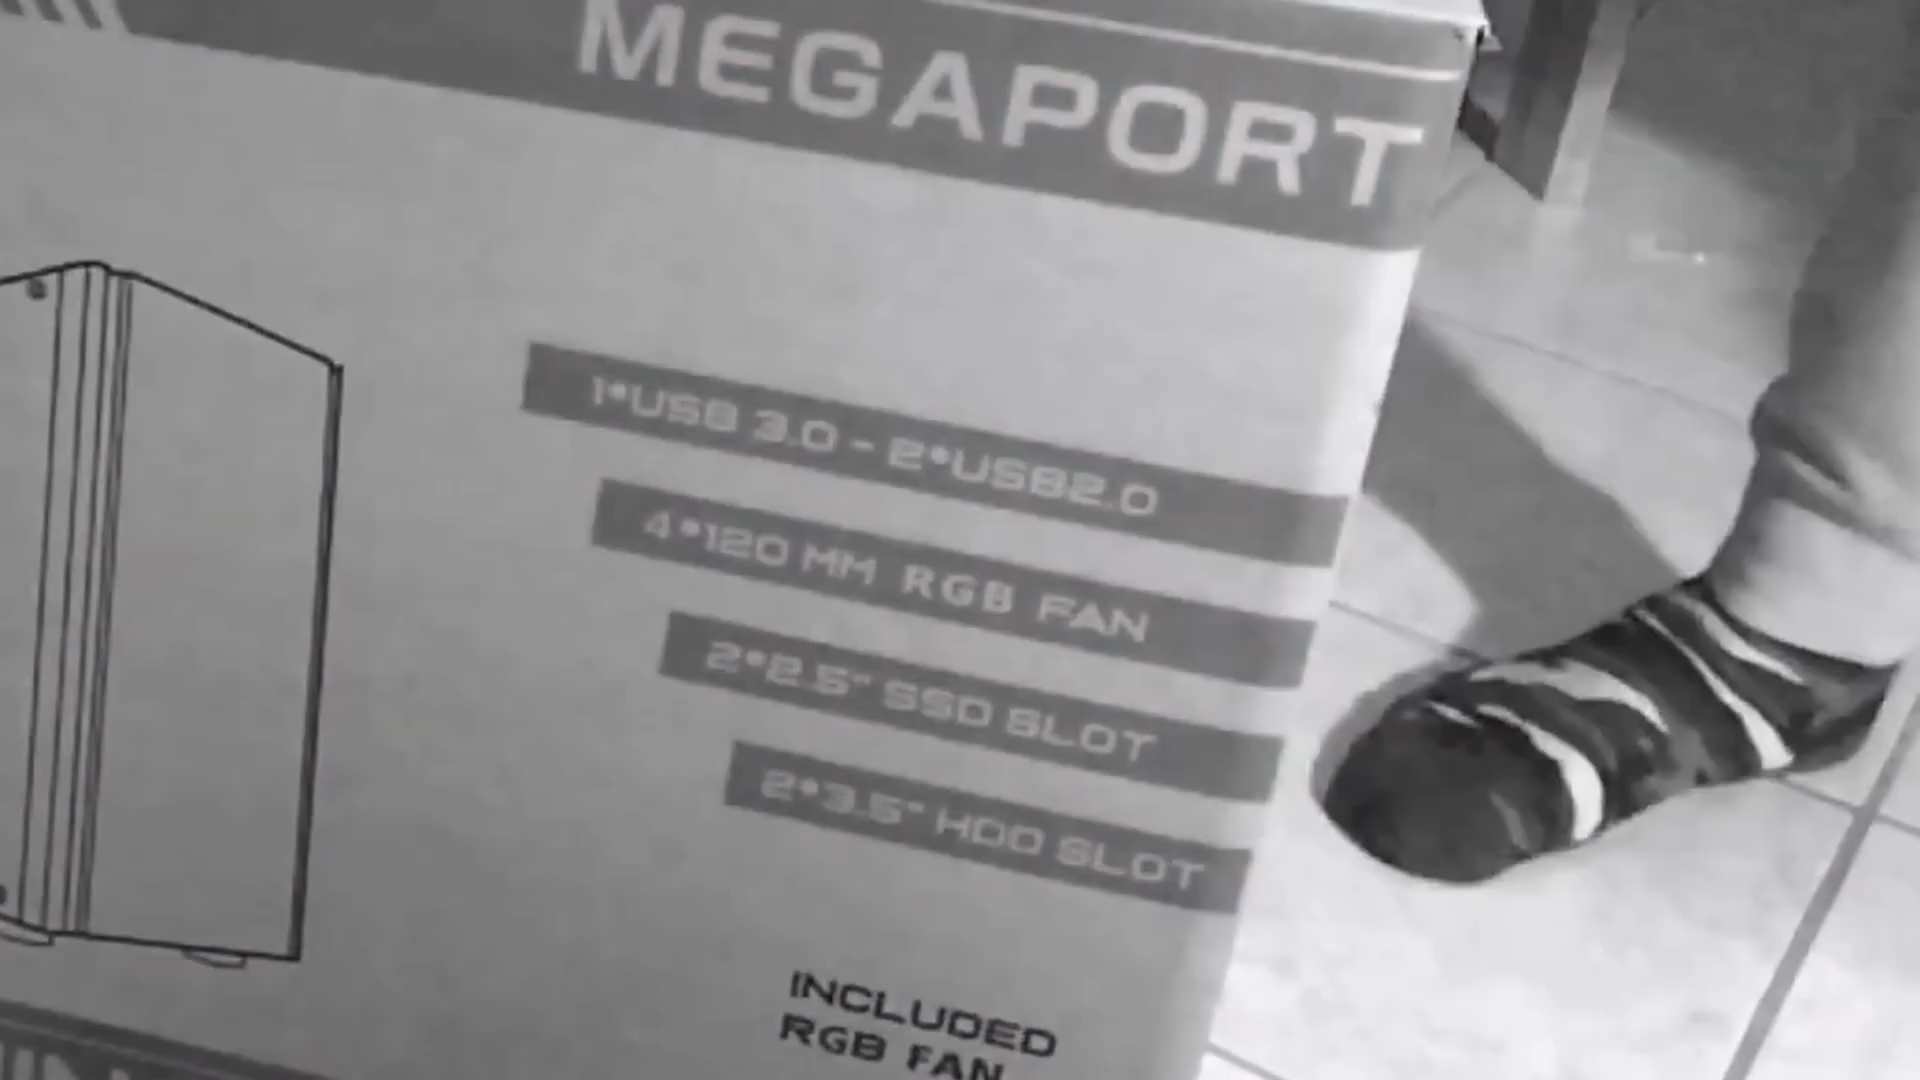 MEGAPORT
1*USB 3.0 - 2*USB2.0
4*120 MM RGB FAN
2*2.5" SSD SLOT
2*3.5" HDD SLOT
INCLUDED
RGB FAN